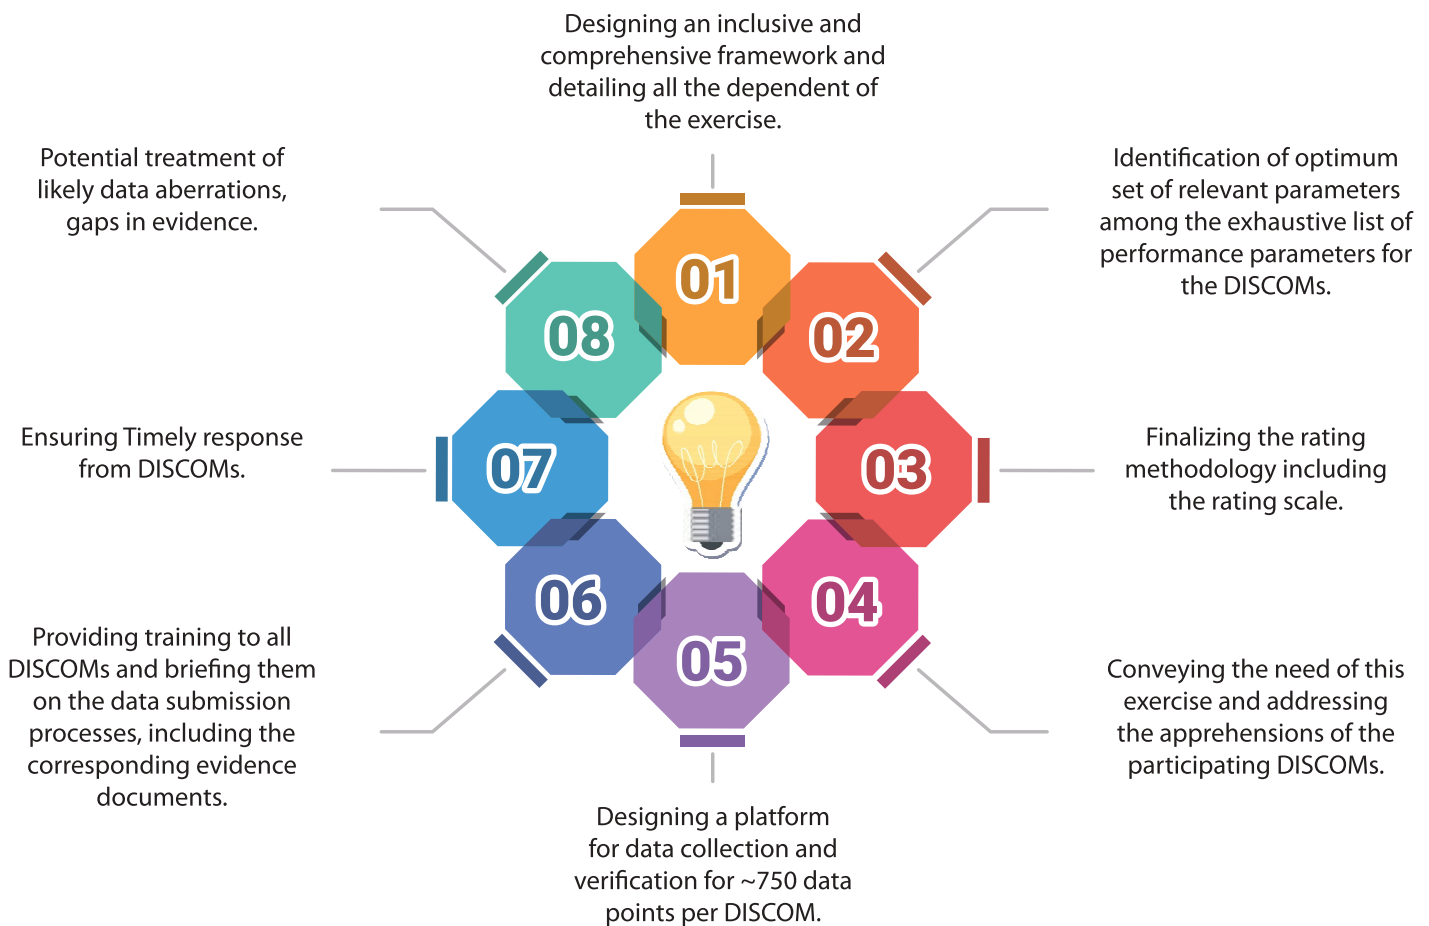 Designing an inclusive and
comprehensive framework and
detailing all the dependent of
the exercise.
01
Identification of optimum
set of relevant parameters
among the exhaustive list of
performance parameters for
the DISCOMs.
02
Finalizing the rating
methodology including
the rating scale.
03
Conveying the need of this
exercise and addressing
the apprehensions of the
participating DISCOMs.
04
Designing a platform
for data collection and
verification for ~750 data
points per DISCOM.
05
Providing training to all
DISCOMs and briefing them
on the data submission
processes, including the
corresponding evidence
documents.
06
Ensuring Timely response
from DISCOMs.
07
Potential treatment of
likely data aberrations,
gaps in evidence.
08